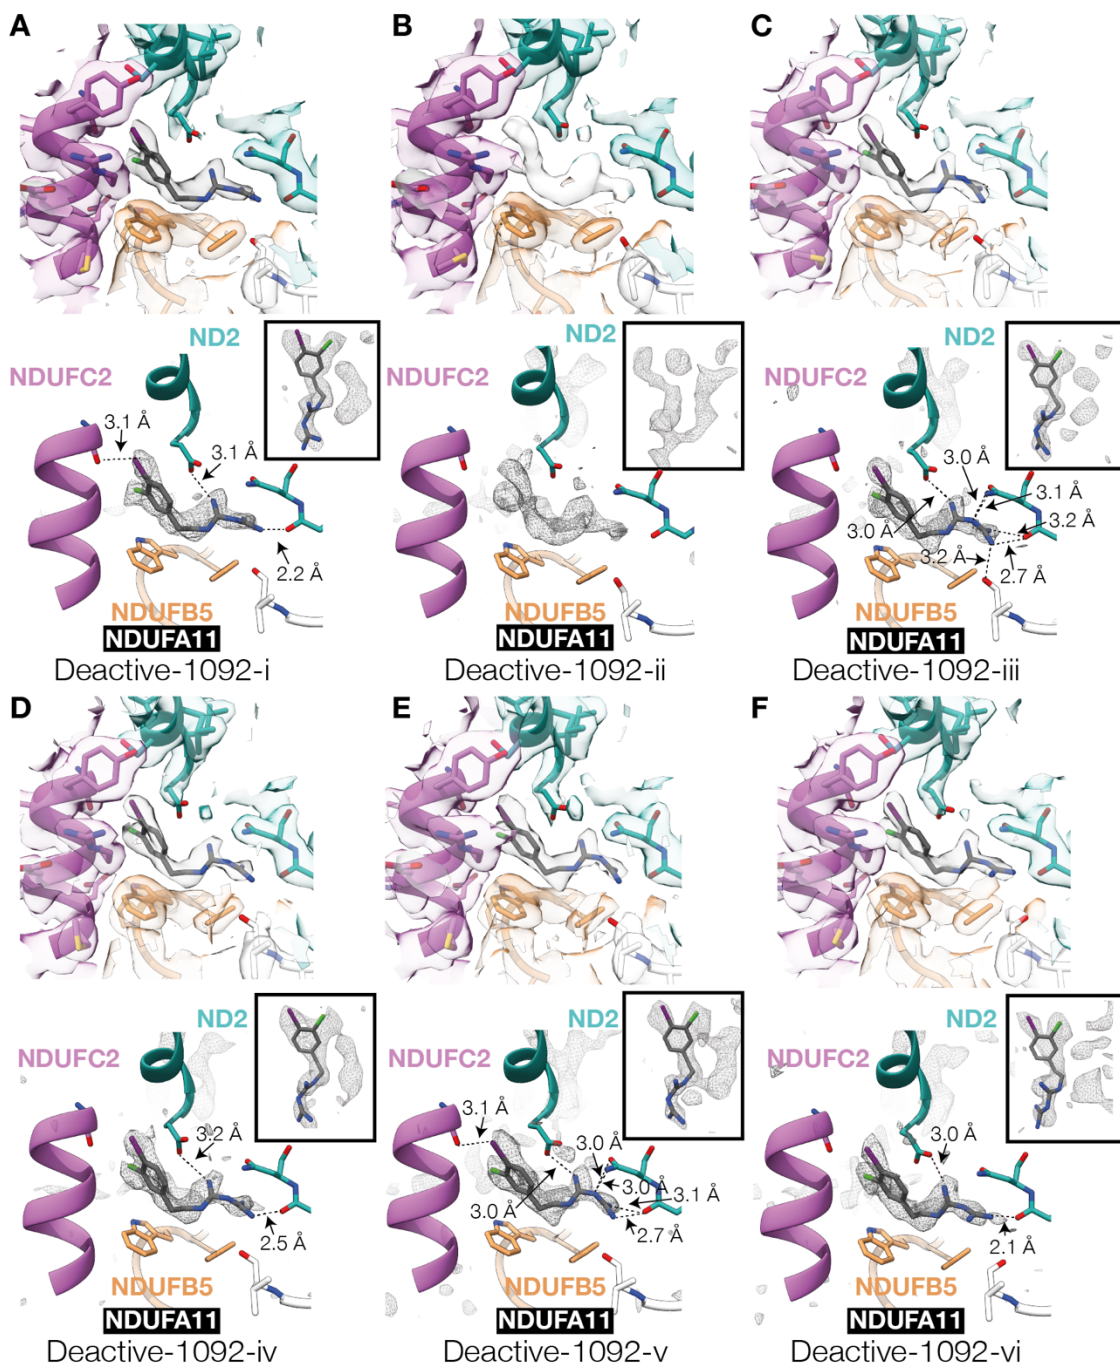 A
B
C
ND2
NDUFC2
3.1 Å
3.1 Å
2.2 Å
NDUFB5
NDUFA11
Deactive-1092-i
ND2
NDUFC2
NDUFB5
NDUFA11
Deactive-1092-ii
ND2
NDUFC2
3.0 Å
3.1 Å
3.0 Å
3.2 Å
3.2 Å
2.7 Å
NDUFB5
NDUFA11
Deactive-1092-iii
D
E
F
ND2
NDUFC2
3.2 Å
2.5 Å
NDUFB5
NDUFA11
Deactive-1092-iv
ND2
NDUFC2
3.1 Å
3.0 Å
3.0 Å
3.0 Å
3.1 Å
2.7 Å
NDUFB5
NDUFA11
Deactive-1092-v
ND2
NDUFC2
3.0 Å
2.1 Å
NDUFB5
NDUFA11
Deactive-1092-vi